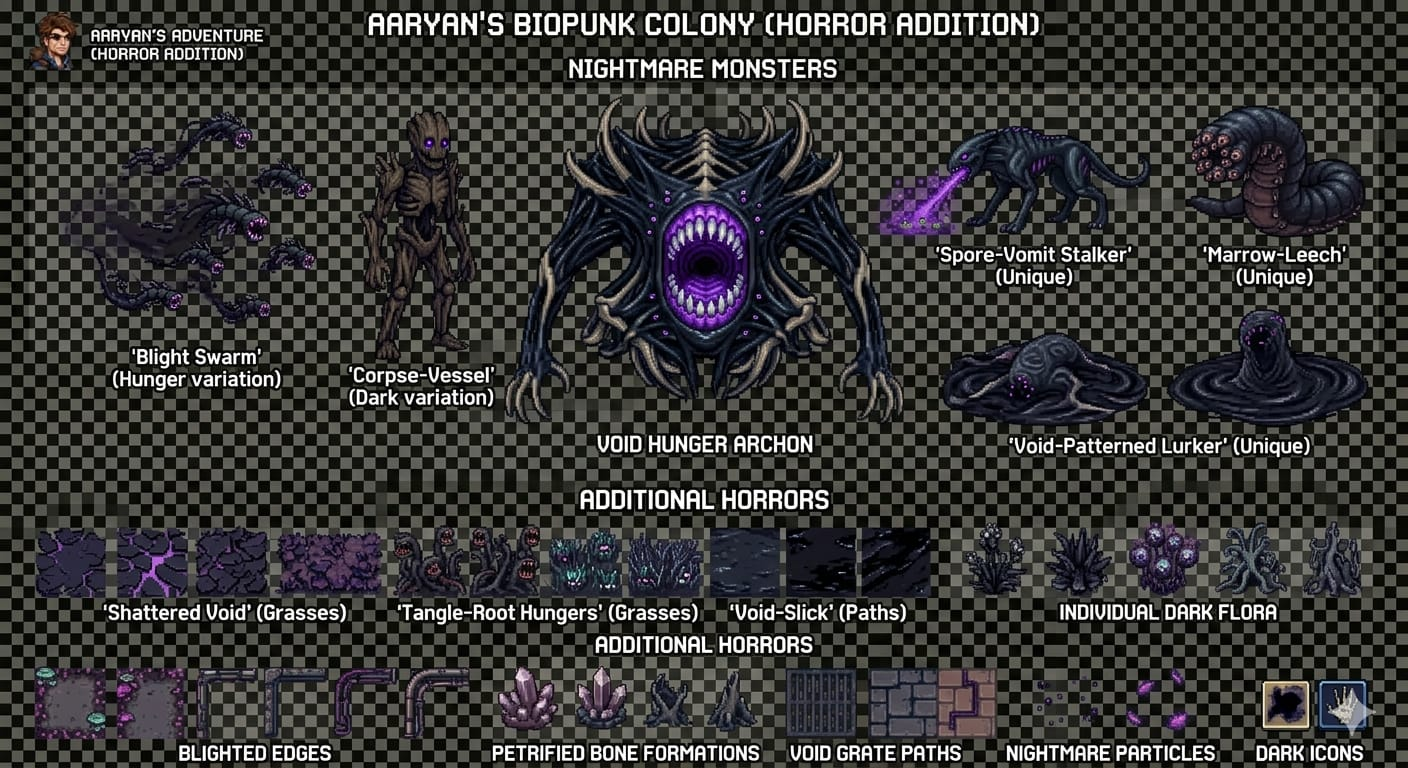 AARYAN'S BIOPUNK COLONY (HORROR ADDITION)
AARYAN'S ADVENTURE
(HORROR ADDITION)
NIGHTMARE MONSTERS
'Blight Swarm'
(Hunger variation)
'Corpse-Vessel'
(Dark variation)
VOID HUNGER ARCHON
'Spore-Vomit Stalker'
(Unique)
'Marrow-Leech'
(Unique)
'Void-Patterned Lurker' (Unique)
ADDITIONAL HORRORS
'Shattered Void' (Grasses)
'Tangle-Root Hungers' (Grasses)
'Void-Slick' (Paths)
INDIVIDUAL DARK FLORA
ADDITIONAL HORRORS
BLIGHTED EDGES
PETRIFIED BONE FORMATIONS
VOID GRATE PATHS
NIGHTMARE PARTICLES
DARK ICONS